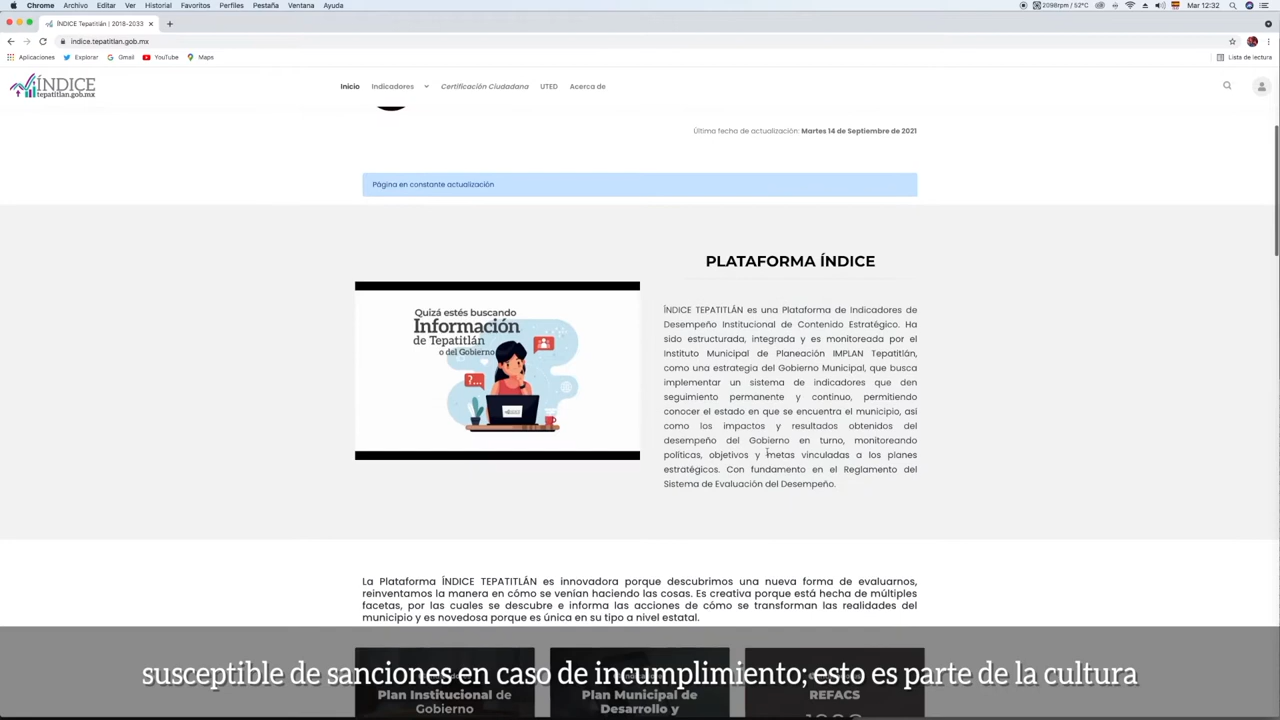 Chrome Archivo Editar Ver Historial Favoritos Perfiles Pestaña Ventana Ayuda
2098rpm / 52°C
Mar 12:32
ÍNDICE Tepatitlán | 2018-2033
indice.tepatitlan.gob.mx
Aplicaciones Explorar Gmail YouTube Maps
Lista de lectura
ÍNDICE
tepatitlan.gob.mx
Inicio Indicadores Certificación Ciudadana UTED Acerca de
Última fecha de actualización: Martes 14 de Septiembre de 2021
Página en constante actualización
Quizá estés buscando
Información
de Tepatitlán
o del Gobierno
?...
PLATAFORMA ÍNDICE
ÍNDICE TEPATITLÁN es una Plataforma de Indicadores de
Desempeño Institucional de Contenido Estratégico. Ha
sido estructurada, integrada y es monitoreada por el
Instituto Municipal de Planeación IMPLAN Tepatitlán,
como una estrategia del Gobierno Municipal, que busca
implementar un sistema de indicadores que den
seguimiento permanente y continuo, permitiendo
conocer el estado en que se encuentra el municipio, así
como los impactos y resultados obtenidos del
desempeño del Gobierno en turno, monitoreando
políticas, objetivos y metas vinculadas a los planes
estratégicos. Con fundamento en el Reglamento del
Sistema de Evaluación del Desempeño.
La Plataforma ÍNDICE TEPATITLÁN es innovadora porque descubrimos una nueva forma de evaluarnos,
reinventamos la manera en cómo se venían haciendo las cosas. Es creativa porque está hecha de múltiples
facetas, por las cuales se descubre e informa las acciones de cómo se transforman las realidades del
municipio y es novedosa porque es única en su tipo a nivel estatal.
Plan Institucional de
Gobierno
Plan Municipal de
Desarrollo y
REFACS
susceptible de sanciones en caso de incumplimiento; esto es parte de la cultura